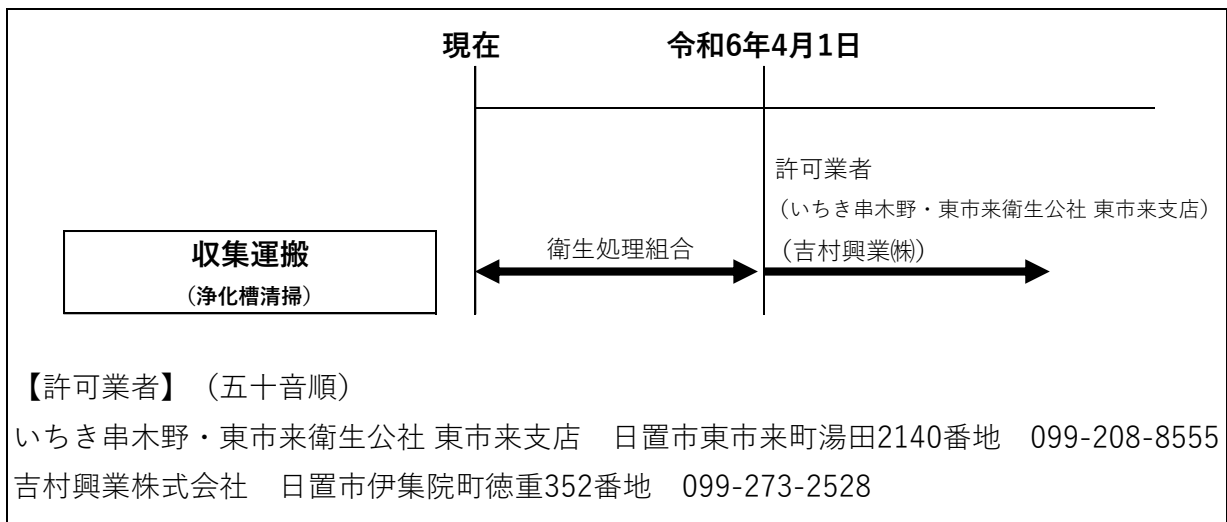 現在
令和6年4月1日
許可業者
（いちき串木野・東市来衛生公社 東市来支店）
（吉村興業㈱）
衛生処理組合
収集運搬
（浄化槽清掃）
【許可業者】（五十音順）
いちき串木野・東市来衛生公社 東市来支店　日置市東市来町湯田2140番地　099-208-8555
吉村興業株式会社　日置市伊集院町徳重352番地　099-273-2528